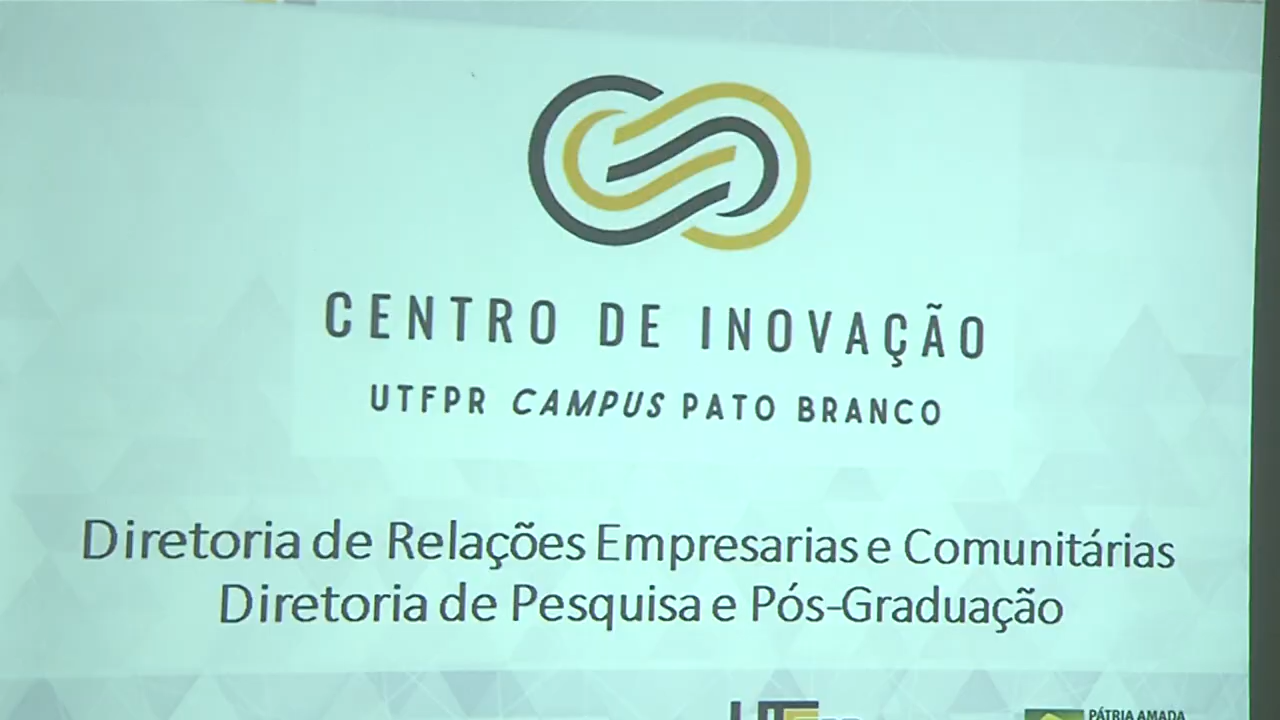 CENTRO DE INOVAÇÃO
UTFPR CAMPUS PATO BRANCO
Diretoria de Relações Empresarias e Comunitárias
Diretoria de Pesquisa e Pós-Graduação
PÁTRIA AMADA